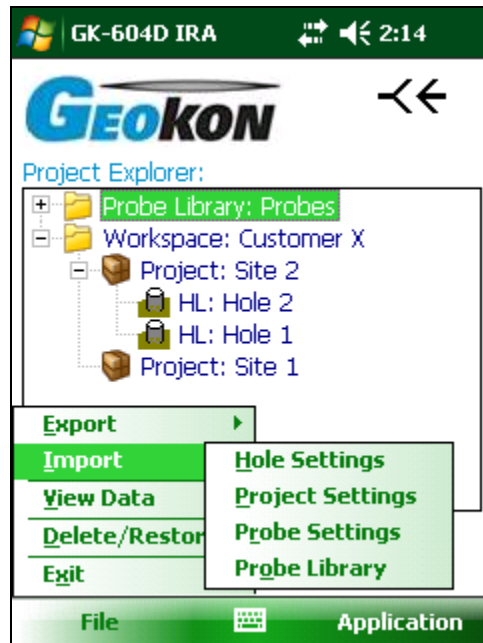 GK-604D IRA 2:14
GEOKON
Project Explorer:
Probe Library: Probes
Workspace: Customer X
Project: Site 2
HL: Hole 2
HL: Hole 1
Project: Site 1
Export
Import
View Data
Delete/Restor
Exit
Hole Settings
Project Settings
Probe Settings
Probe Library
File Application